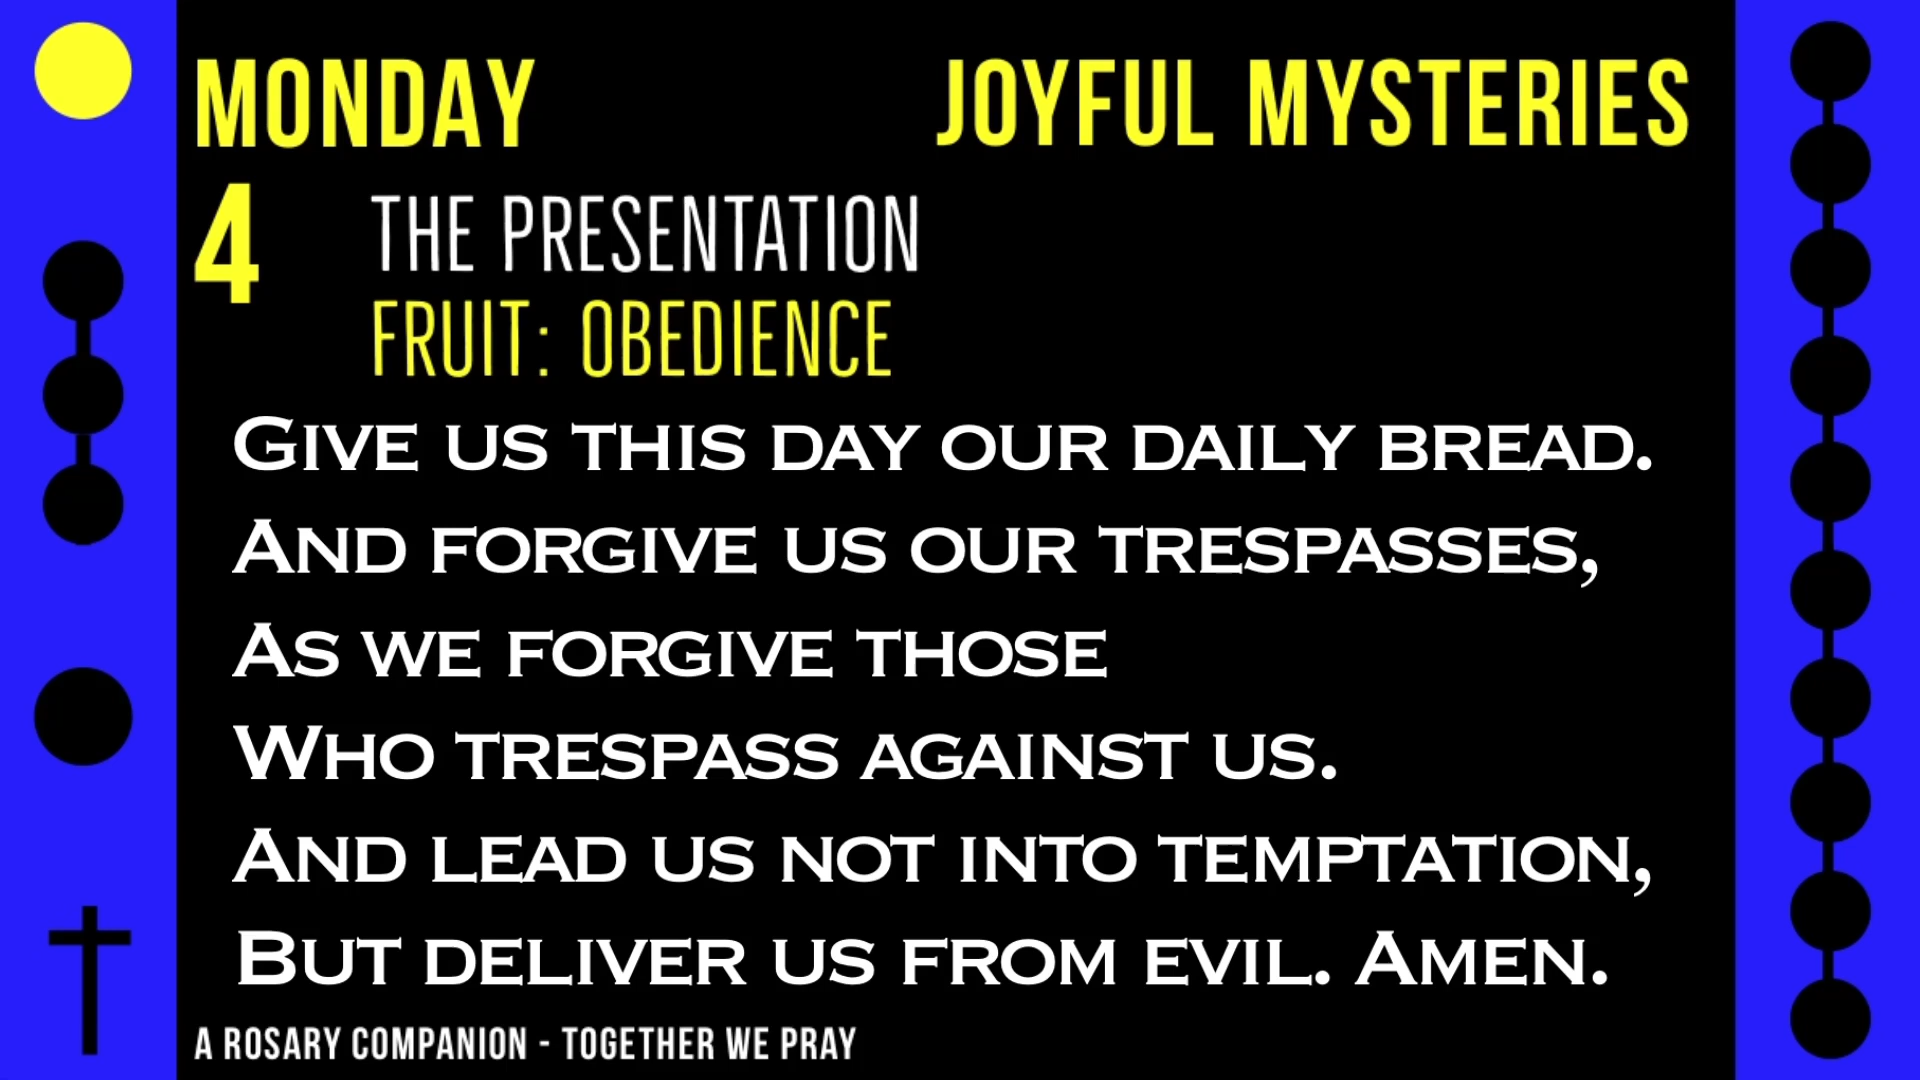 MONDAY JOYFUL MYSTERIES
4 THE PRESENTATION
FRUIT: OBEDIENCE
GIVE US THIS DAY OUR DAILY BREAD.
AND FORGIVE US OUR TRESPASSES,
AS WE FORGIVE THOSE
WHO TRESPASS AGAINST US.
AND LEAD US NOT INTO TEMPTATION,
BUT DELIVER US FROM EVIL. AMEN.
A ROSARY COMPANION - TOGETHER WE PRAY